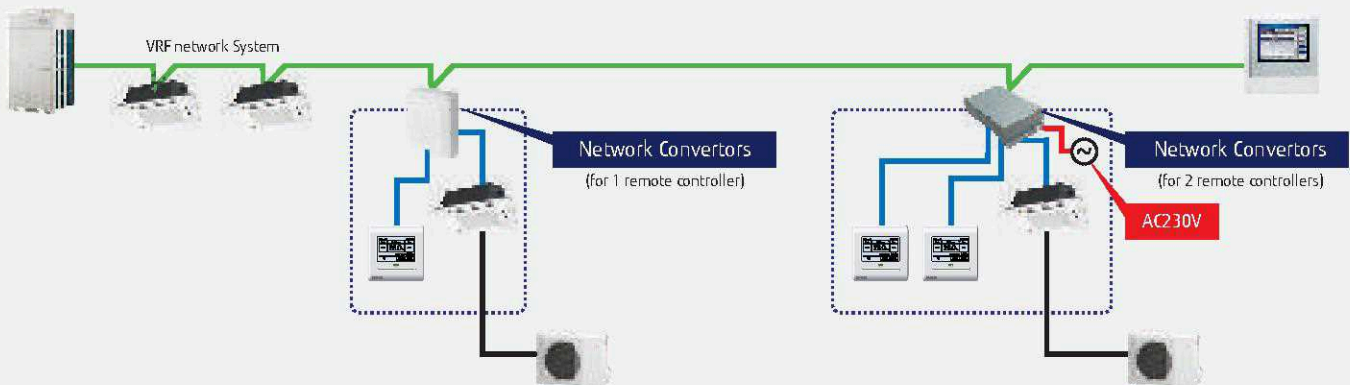 VRF network System
Network Convertors
(for 1 remote controller)
Network Convertors
(for 2 remote controllers)
AC230V